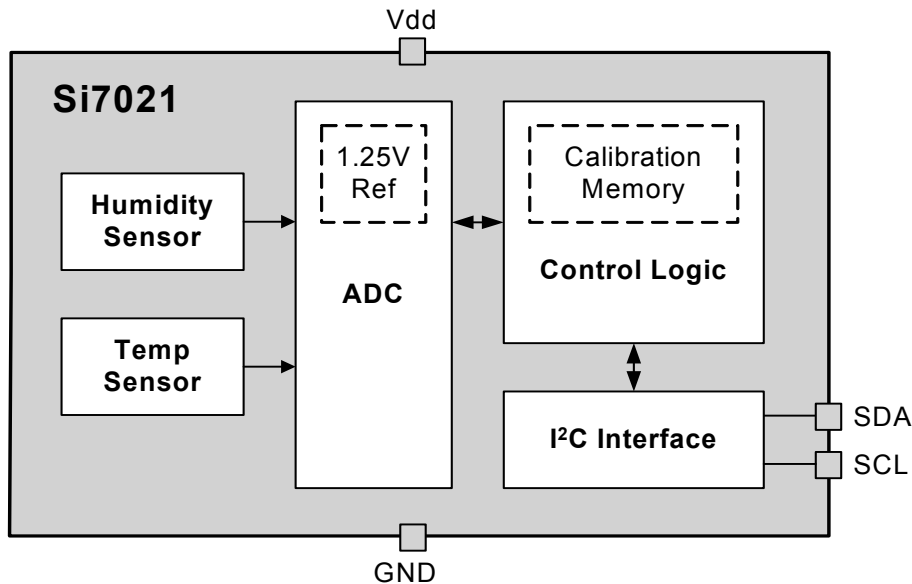 Vdd
Si7021
1.25V
Ref
Calibration
Memory
Humidity
Sensor
ADC
Control Logic
Temp
Sensor
I²C Interface
SDA
SCL
GND